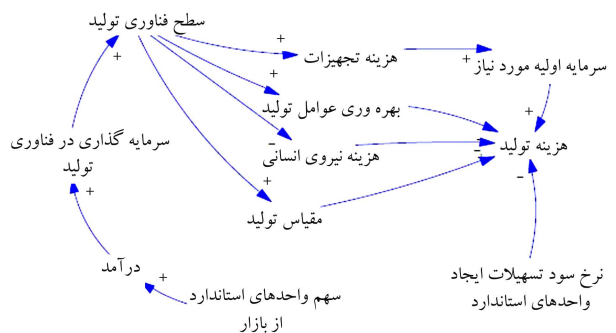 سطح فناوری تولید
هزینه تجهیزات
سرمایه اولیه مورد نیاز
+
+
+
+
بهره وری عوامل تولید
+
هزینه تولید
-
-
-
هزینه نیروی انسانی
-
+
سرمایه گذاری در فناوری
تولید
+
مقیاس تولید
-
درآمد
+
سهم واحدهای استاندارد
از بازار
نرخ سود تسهیلات ایجاد
واحدهای استاندارد